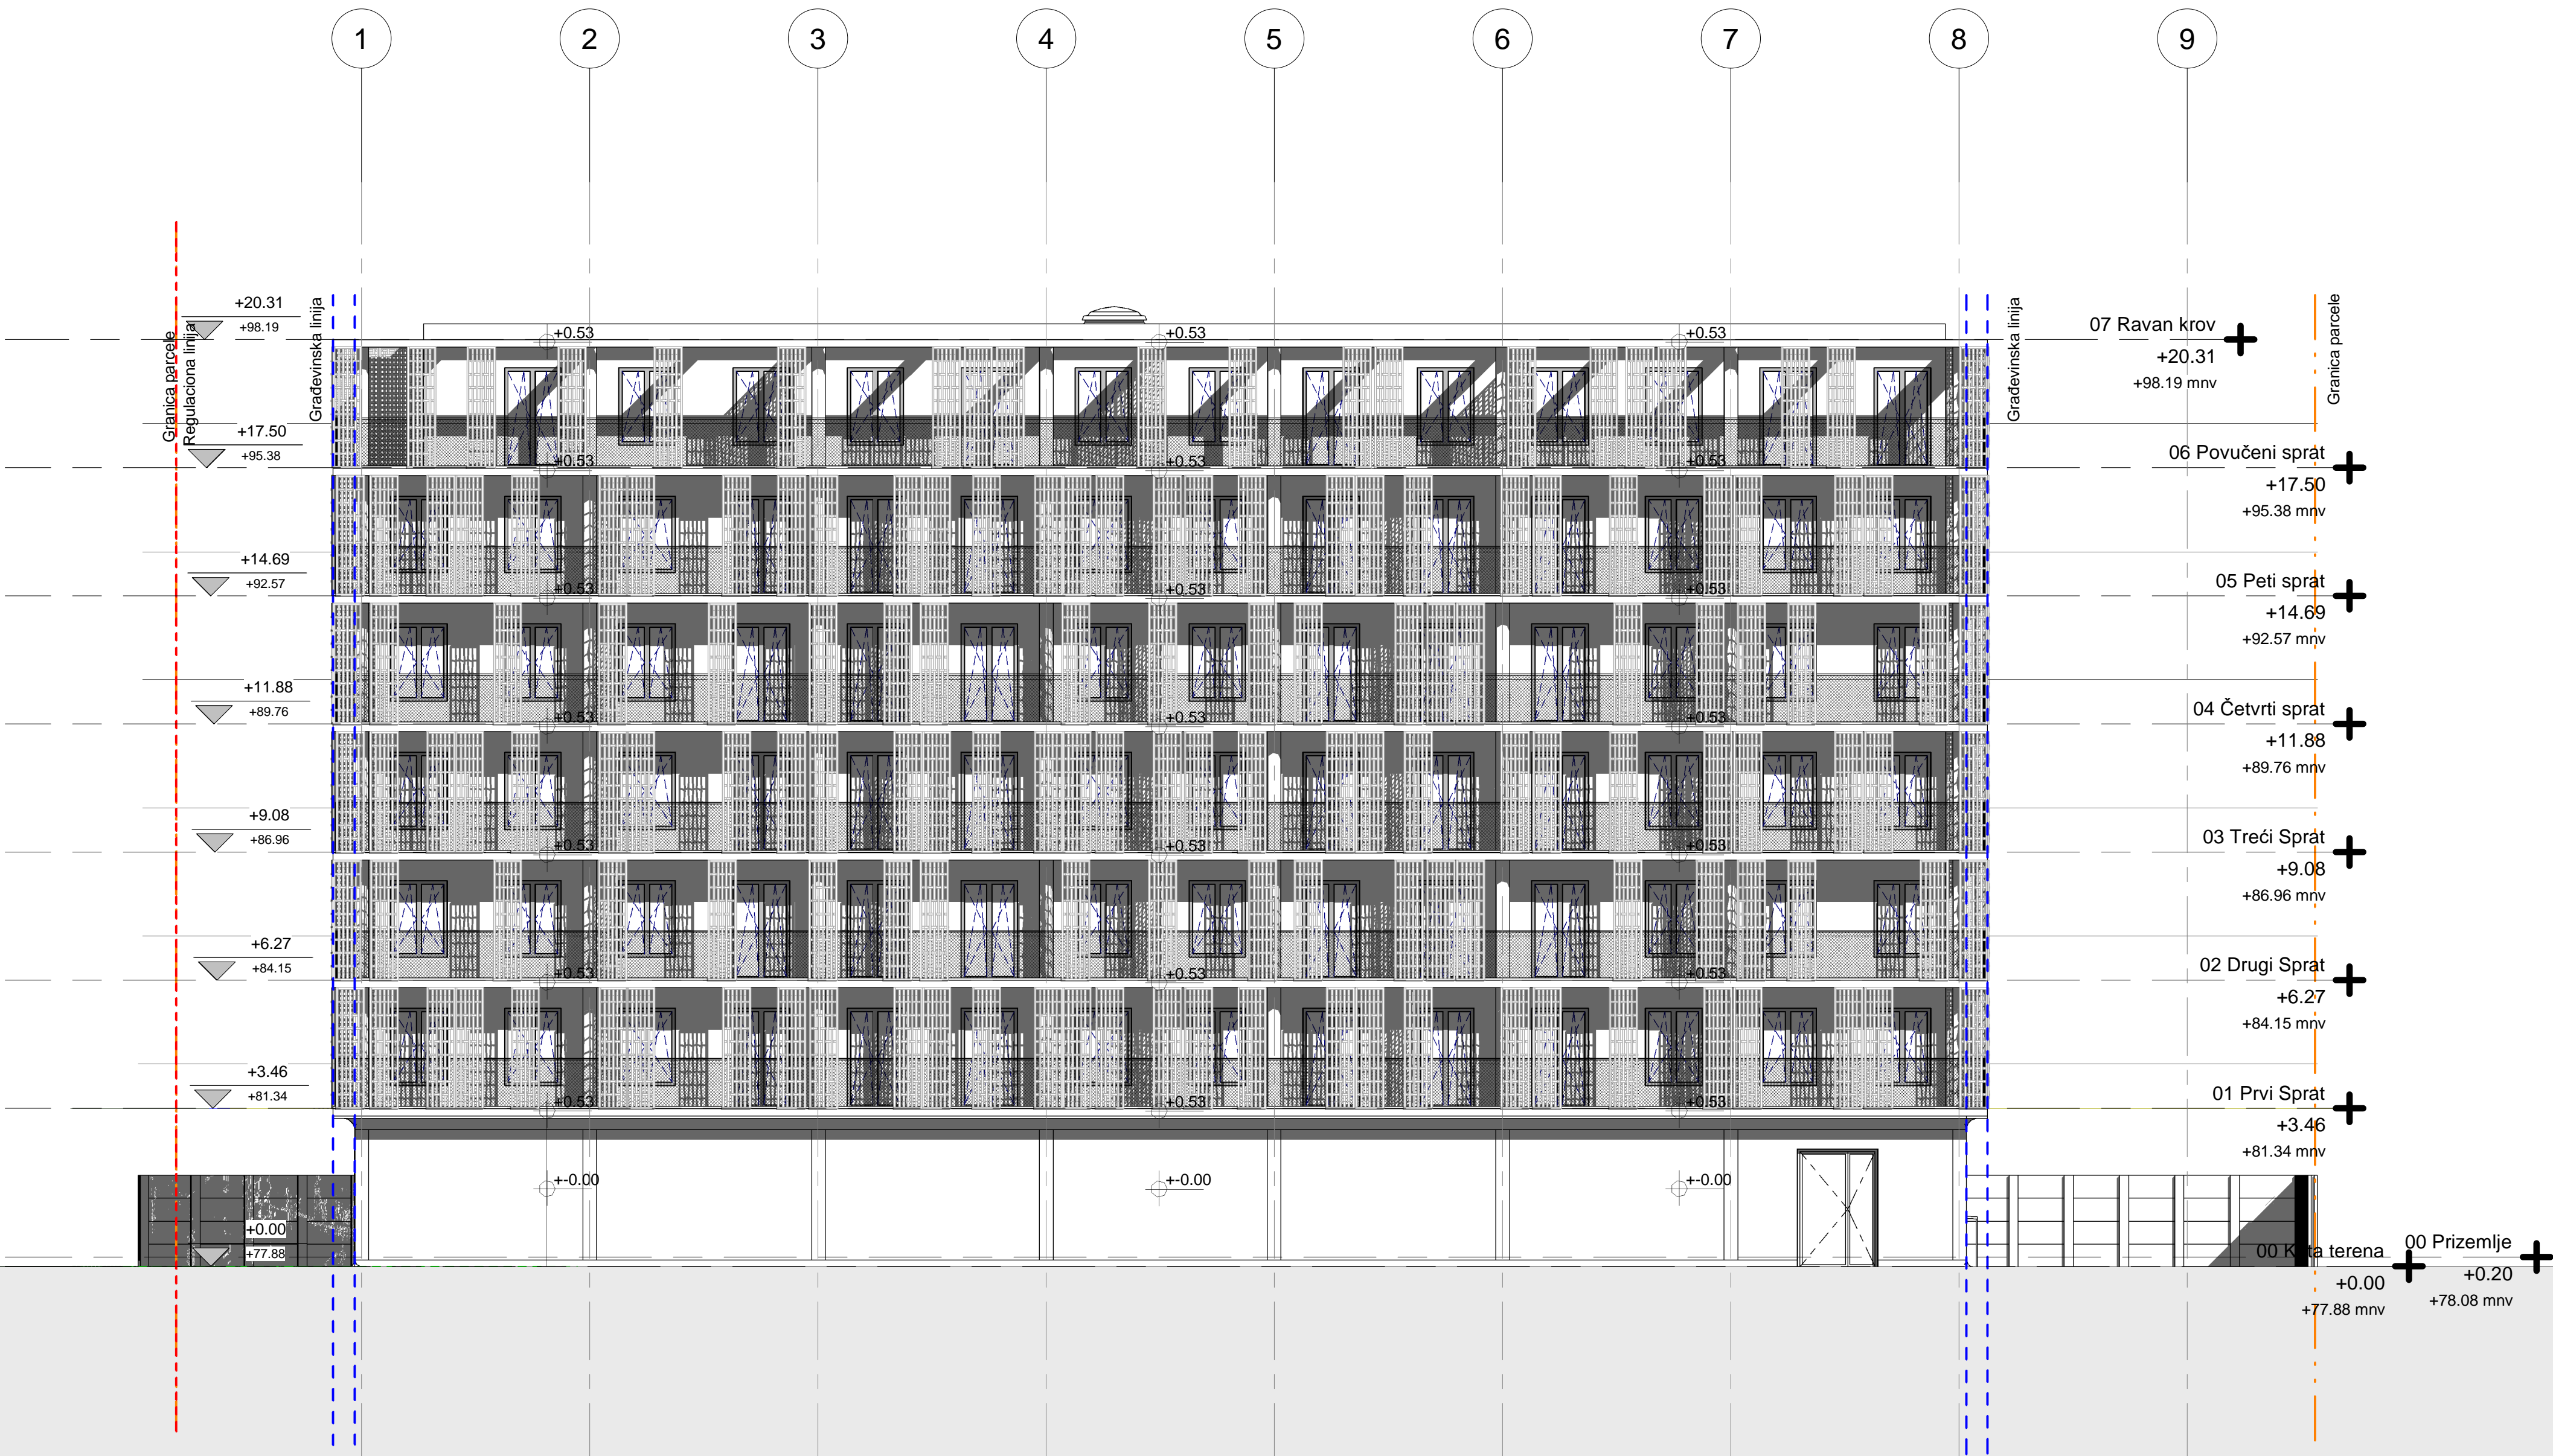 1
2
3
4
5
6
7
8
9
Granica parcele
Regulaciona linija
Građevinska linija
Građevinska linija
Granica parcele
+20.31
+98.19
+0.53
+0.53
+0.53
07 Ravan krov
+20.31
+98.19 mnv
+17.50
+95.38
+0.53
+0.53
+0.53
06 Povučeni sprat
+17.50
+95.38 mnv
+14.69
+92.57
+0.53
+0.53
+0.53
05 Peti sprat
+14.69
+92.57 mnv
+11.88
+89.76
+0.53
+0.53
+0.53
04 Četvrti sprat
+11.88
+89.76 mnv
+9.08
+86.96
+0.53
+0.53
+0.53
03 Treći Sprat
+9.08
+86.96 mnv
+6.27
+84.15
+0.53
+0.53
+0.53
02 Drugi Sprat
+6.27
+84.15 mnv
+3.46
+81.34
+0.53
+0.53
+0.53
01 Prvi Sprat
+3.46
+81.34 mnv
+-0.00
+-0.00
+-0.00
+0.00
+77.88
00 Kota terena
+0.00
+77.88 mnv
00 Prizemlje
+0.20
+78.08 mnv